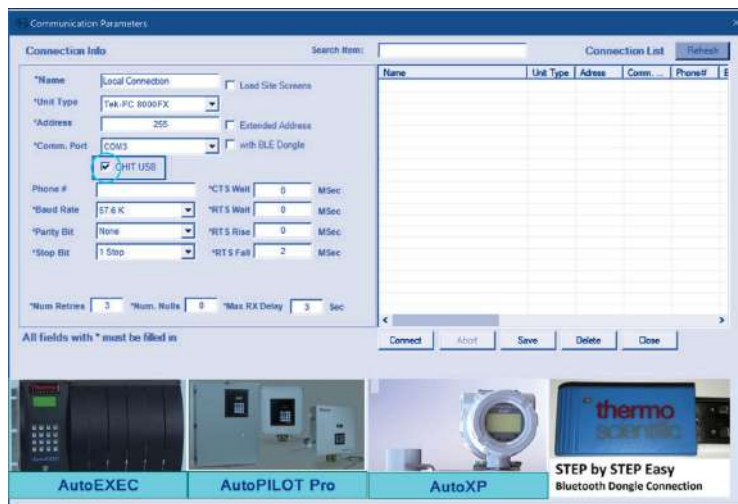 Communication Parameters
Connection Info
Search Item:
Connection List
Refresh
*Name
Local Connection
Load Site Screens
*Unit Type
Tek-FC 8000FX
*Address
255
Extended Address
*Comm. Port
COM3
with BLE Dongle
CHIT USB
Phone #
*CTS Wait
0
MSec
*Baud Rate
57.6 K
*RTS Wait
0
MSec
*Parity Bit
None
*RTS Rise
0
MSec
*Stop Bit
1 Stop
*RTS Fall
2
MSec
*Num Retries
3
*Num. Nulls
0
*Max RX Delay
3
Sec
All fields with * must be filled in
Name
Unit Type
Adress
Comm. ...
Phone#
E
Connect
Abort
Save
Delete
Close
thermo
scientific
AutoEXEC
AutoPILOT Pro
AutoXP
STEP by STEP Easy
Bluetooth Dongle Connection